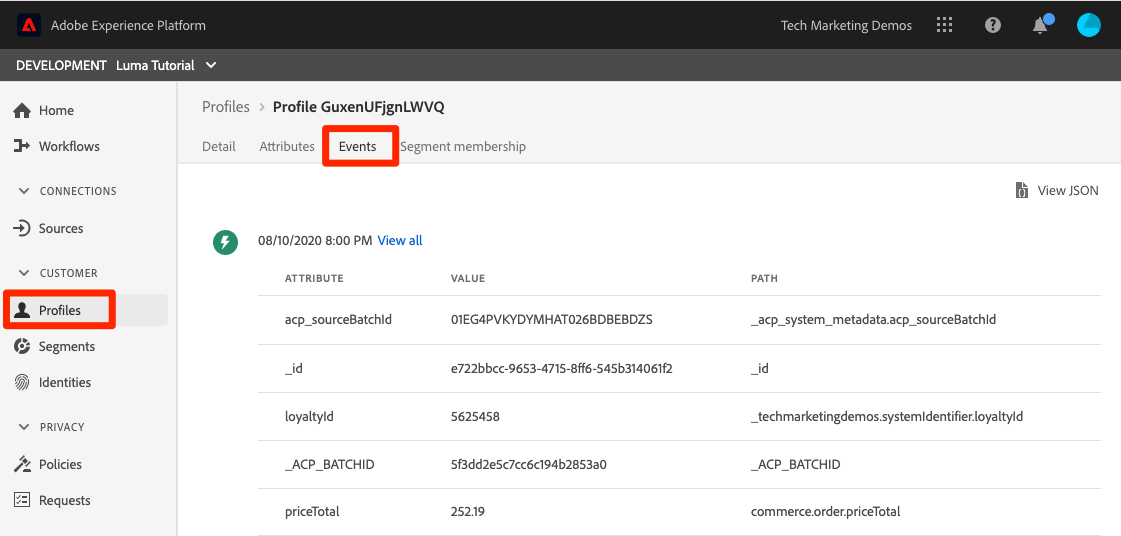 Adobe Experience Platform
Tech Marketing Demos
DEVELOPMENT Luma Tutorial
Home
Workflows
CONNECTIONS
Sources
CUSTOMER
Profiles
Segments
Identities
PRIVACY
Policies
Requests
Profiles > Profile GuxenUFjgnLWVQ
Detail Attributes Events Segment membership
View JSON
08/10/2020 8:00 PM View all
ATTRIBUTE VALUE PATH
acp_sourceBatchId 01EG4PVKYDYMHAT026BDBEBDZS _acp_system_metadata.acp_sourceBatchId
_id e722bbcc-9653-4715-8ff6-545b314061f2 _id
loyaltyId 5625458 _techmarketingdemos.systemIdentifier.loyaltyId
_ACP_BATCHID 5f3dd2e5c7cc6c194b2853a0 _ACP_BATCHID
priceTotal 252.19 commerce.order.priceTotal